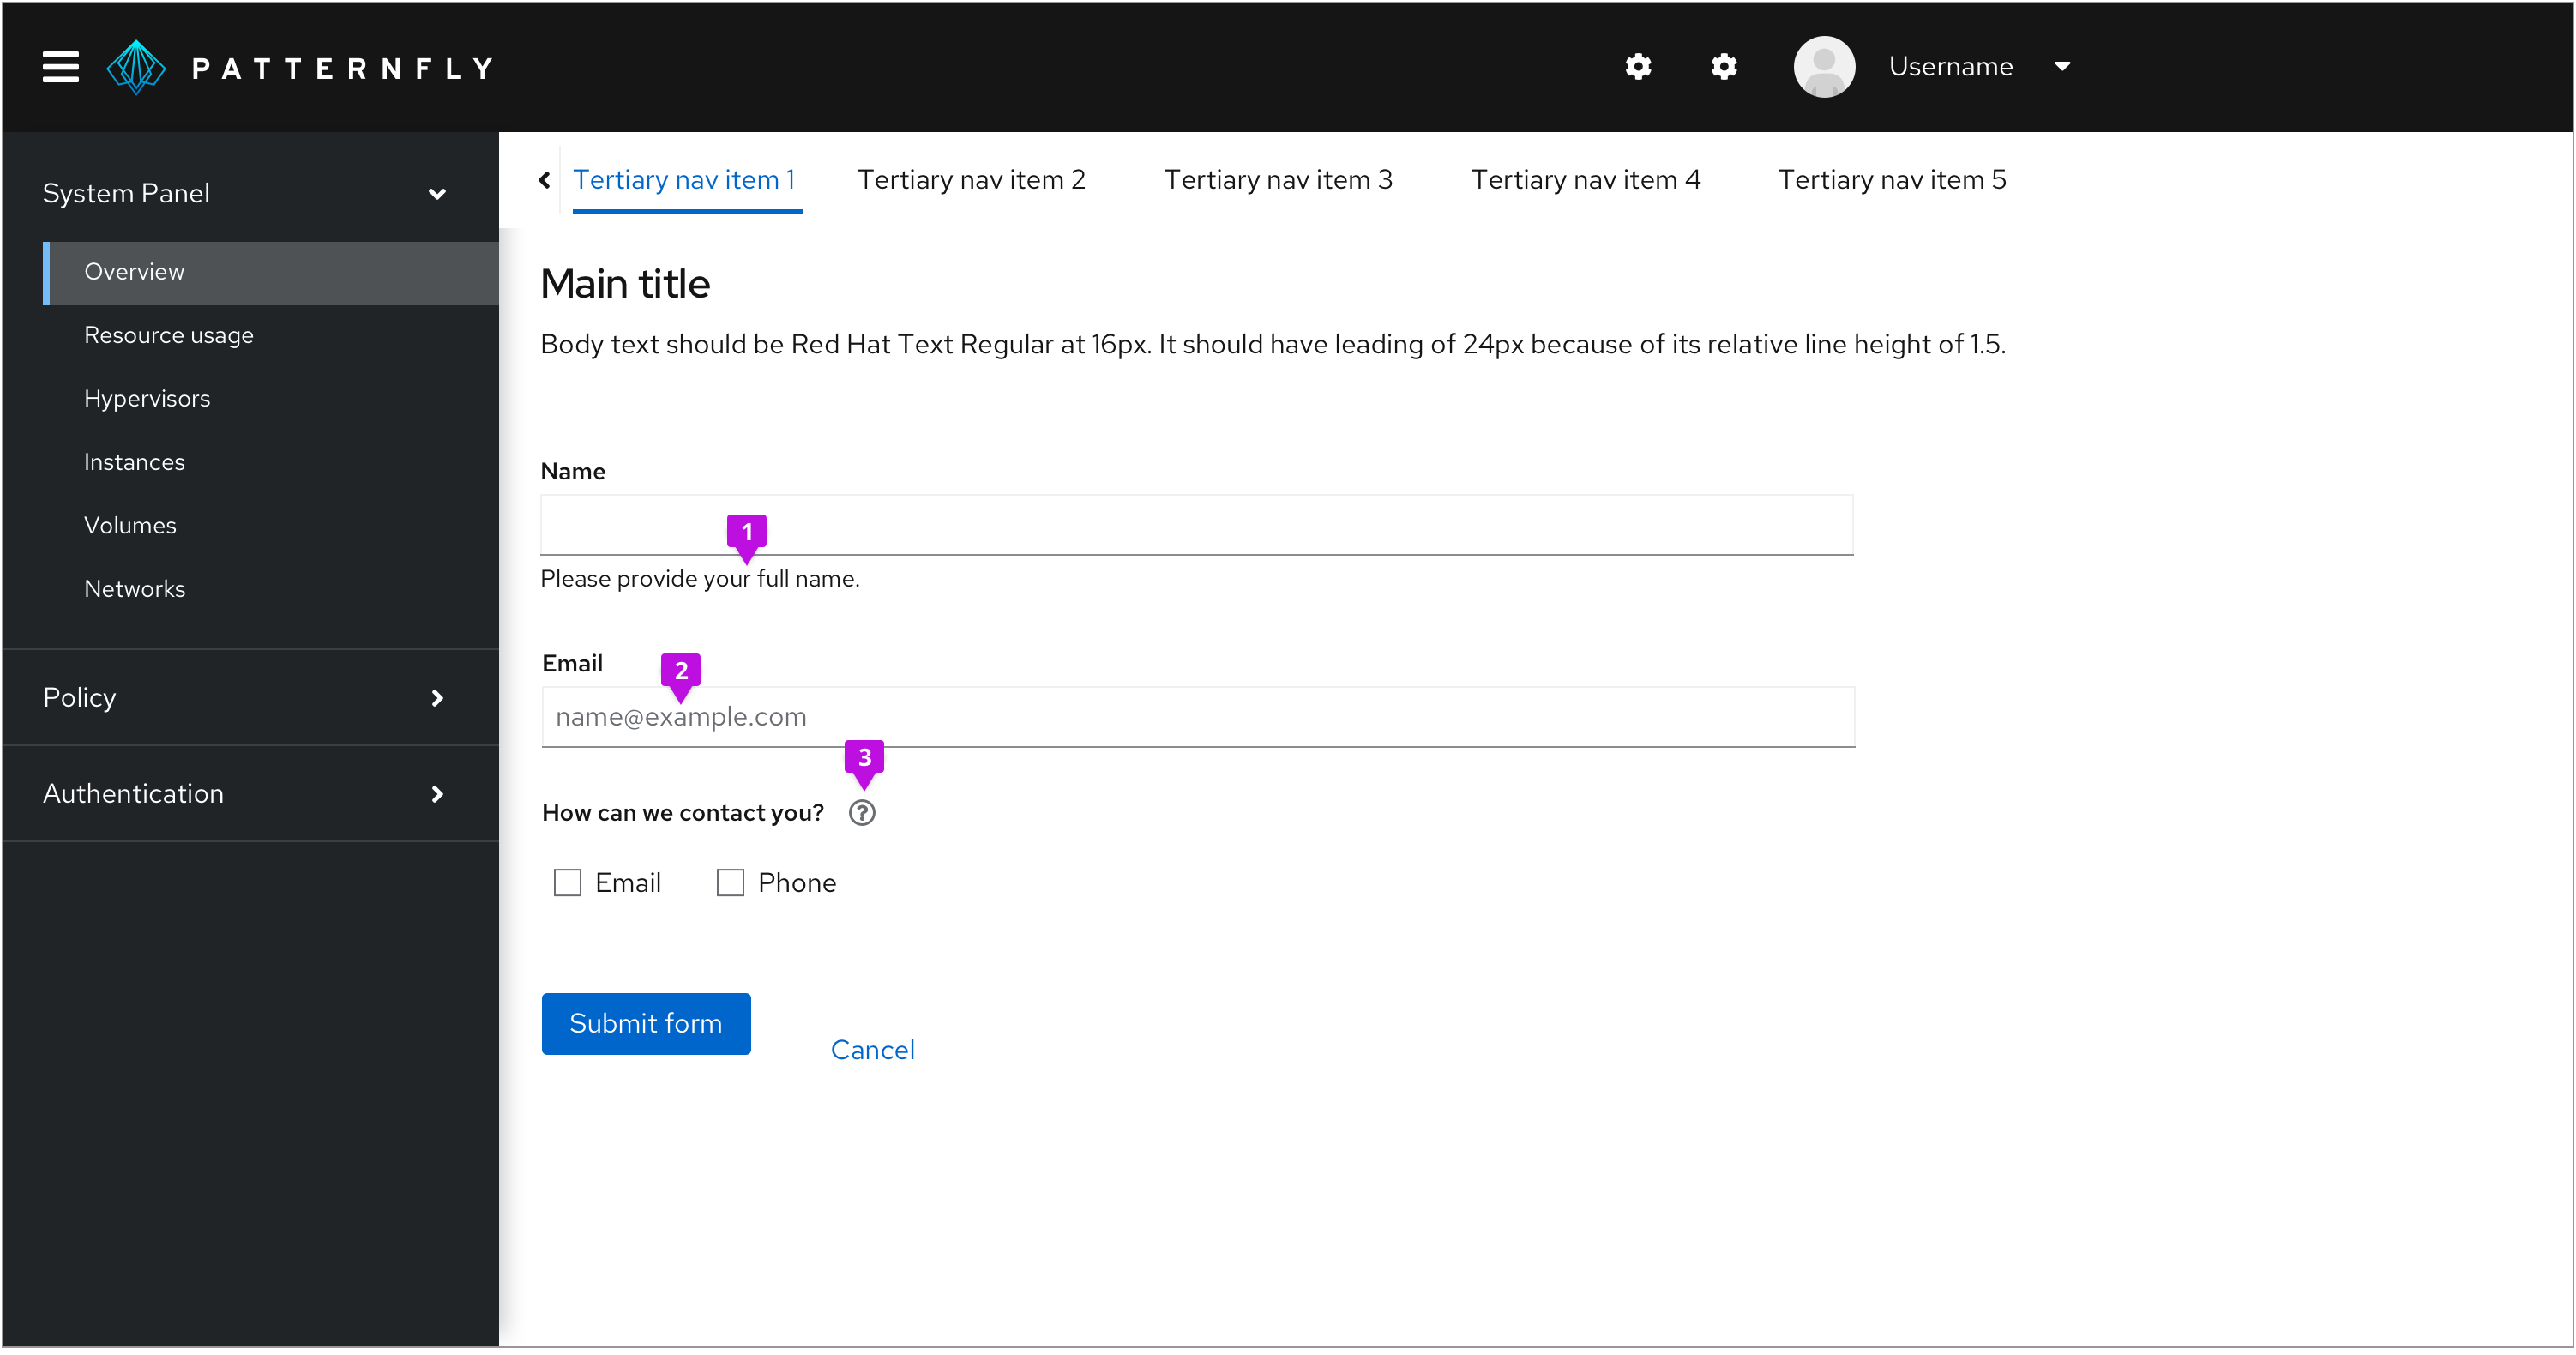 PATTERNFLY
Username
System Panel
Overview
Resource usage
Hypervisors
Instances
Volumes
Networks
Policy
Authentication
Tertiary nav item 1
Tertiary nav item 2
Tertiary nav item 3
Tertiary nav item 4
Tertiary nav item 5
Main title
Body text should be Red Hat Text Regular at 16px. It should have leading of 24px because of its relative line height of 1.5.
Name
1
Please provide your full name.
Email
2
name@example.com
3
How can we contact you? ?
Email
Phone
Submit form
Cancel